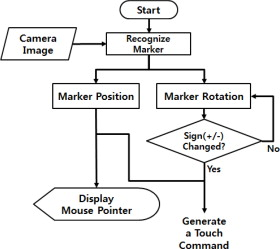 Start
Camera
Image
Recognize
Marker
Marker Position
Marker Rotation
Sign(+/-)
Changed?
No
Yes
Display
Mouse Pointer
Generate
a Touch
Command